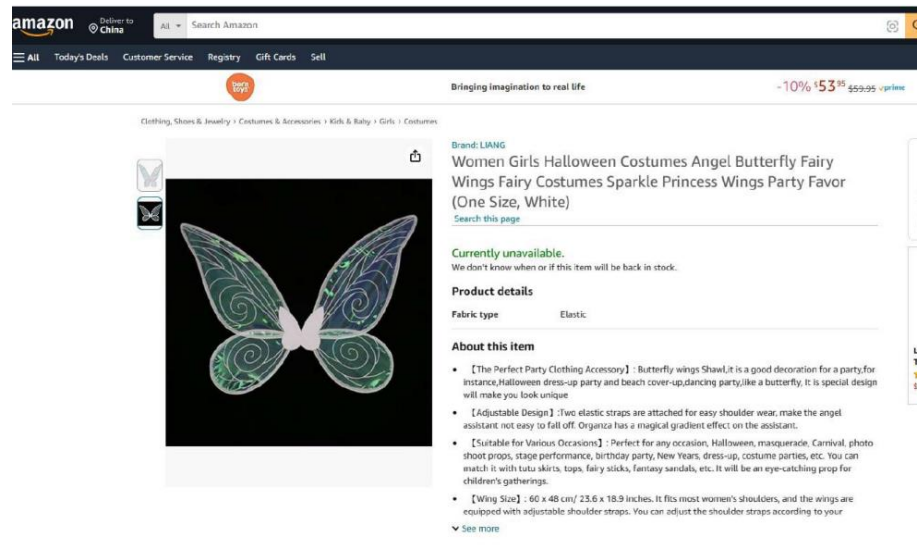 amazon
Deliver to
China
All
Search Amazon
All Today's Deals Customer Service Registry Gift Cards Sell
Bringing imagination to real life
-10% $53 95 $59.95 prime
Clothing, Shoes & Jewelry › Costumes & Accessories › Kids & Baby › Girls › Costumes
Brand: LIANG
Women Girls Halloween Costumes Angel Butterfly Fairy
Wings Fairy Costumes Sparkle Princess Wings Party Favor
(One Size, White)
Search this page
Currently unavailable.
We don't know when or if this item will be back in stock.
Product details
Fabric type Elastic
About this item
• 【The Perfect Party Clothing Accessory】: Butterfly wings Shawl,it is a good decoration for a party,for
instance,Halloween dress-up party and beach cover-up,dancing party,like a butterfly, It is special design
will make you look unique
• 【Adjustable Design】:Two elastic straps are attached for easy shoulder wear, make the angel
assistant not easy to fall off. Organza has a magical gradient effect on the assistant.
• 【Suitable for Various Occasions】: Perfect for any occasion, Halloween, masquerade, Carnival, photo
shoot props, stage performance, birthday party, New Years, dress-up, costume parties, etc. You can
match it with tutu skirts, tops, fairy sticks, fantasy sandals, etc. It will be an eye-catching prop for
children's gatherings.
• 【Wing Size】: 60 x 48 cm/ 23.6 x 18.9 inches. It fits most women's shoulders, and the wings are
equipped with adjustable shoulder straps. You can adjust the shoulder straps according to your
See more